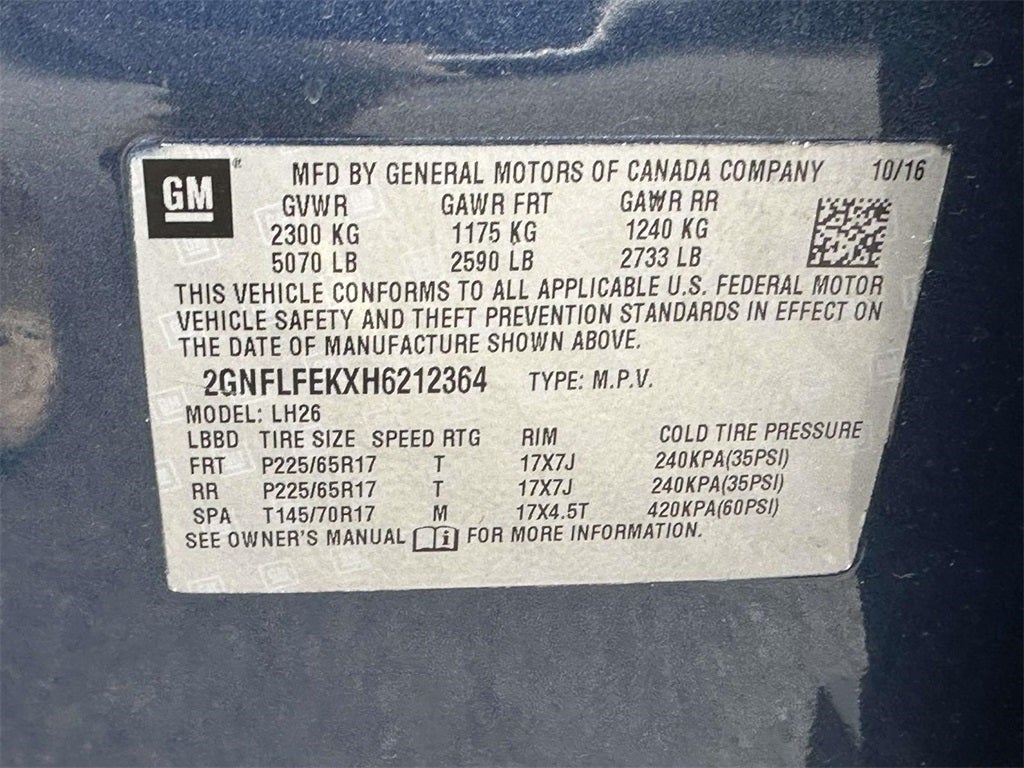 GM ® MFD BY GENERAL MOTORS OF CANADA COMPANY 10/16
GVWR GAWR FRT GAWR RR
2300 KG 1175 KG 1240 KG
5070 LB 2590 LB 2733 LB
THIS VEHICLE CONFORMS TO ALL APPLICABLE U.S. FEDERAL MOTOR
VEHICLE SAFETY AND THEFT PREVENTION STANDARDS IN EFFECT ON
THE DATE OF MANUFACTURE SHOWN ABOVE.
2GNFLFEKXH6212364 TYPE: M.P.V.
MODEL: LH26
LBBD TIRE SIZE SPEED RTG RIM COLD TIRE PRESSURE
FRT P225/65R17 T 17X7J 240KPA(35PSI)
RR P225/65R17 T 17X7J 240KPA(35PSI)
SPA T145/70R17 M 17X4.5T 420KPA(60PSI)
SEE OWNER'S MANUAL i FOR MORE INFORMATION.